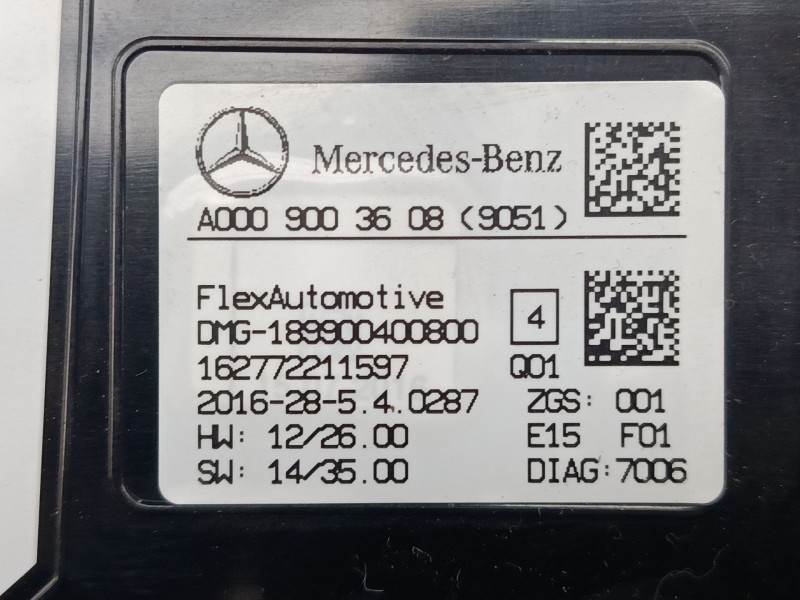 Mercedes-Benz
A000 900 36 08 (9051)
FlexAutomotive
4
DMG-189900400800
162772211597 Q01
2016-28-5.4.0287 ZGS: 001
HW: 12/26.00 E15 F01
SW: 14/35.00 DIAG:7006